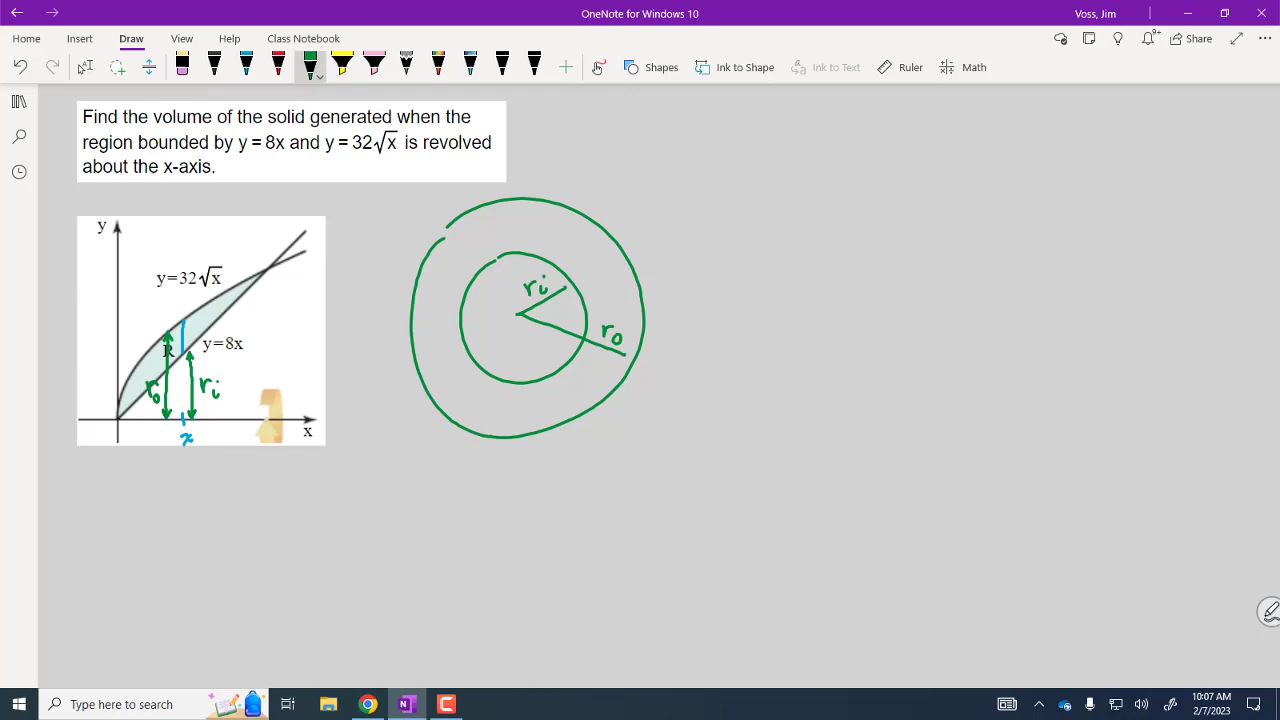 OneNote for Windows 10
Voss, Jim
Home Insert Draw View Help Class Notebook
Share
Shapes Ink to Shape Ink to Text Ruler Math
Find the volume of the solid generated when the
region bounded by y = 8x and y = 32√x is revolved
about the x-axis.
y
y=32√x
R
y=8x
ro
ri
x
x
ri
ro
Type here to search
10:07 AM
2/7/2023